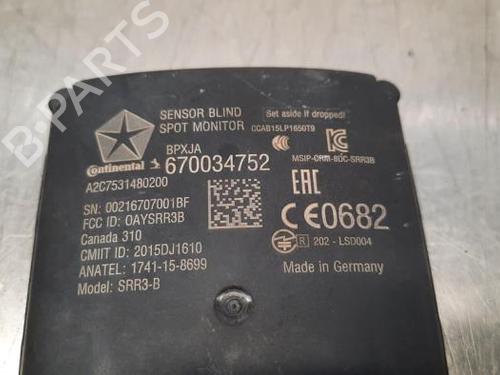 B-PARTS
SENSOR BLIND
SPOT MONITOR
BPXJA
Continental
670034752
A2C7531480200
SN: 00216707001BF
FCC ID: OAYSRR3B
Canada 310
CMIIT ID: 2015DJ1610
ANATEL: 1741-15-8699
Model: SRR3-B
Set aside if dropped!
CCAB15LP1650T9
MSIP-CRM-8DC-SRR3B
EAC
CE0682
R 202-LSD004
Made in Germany